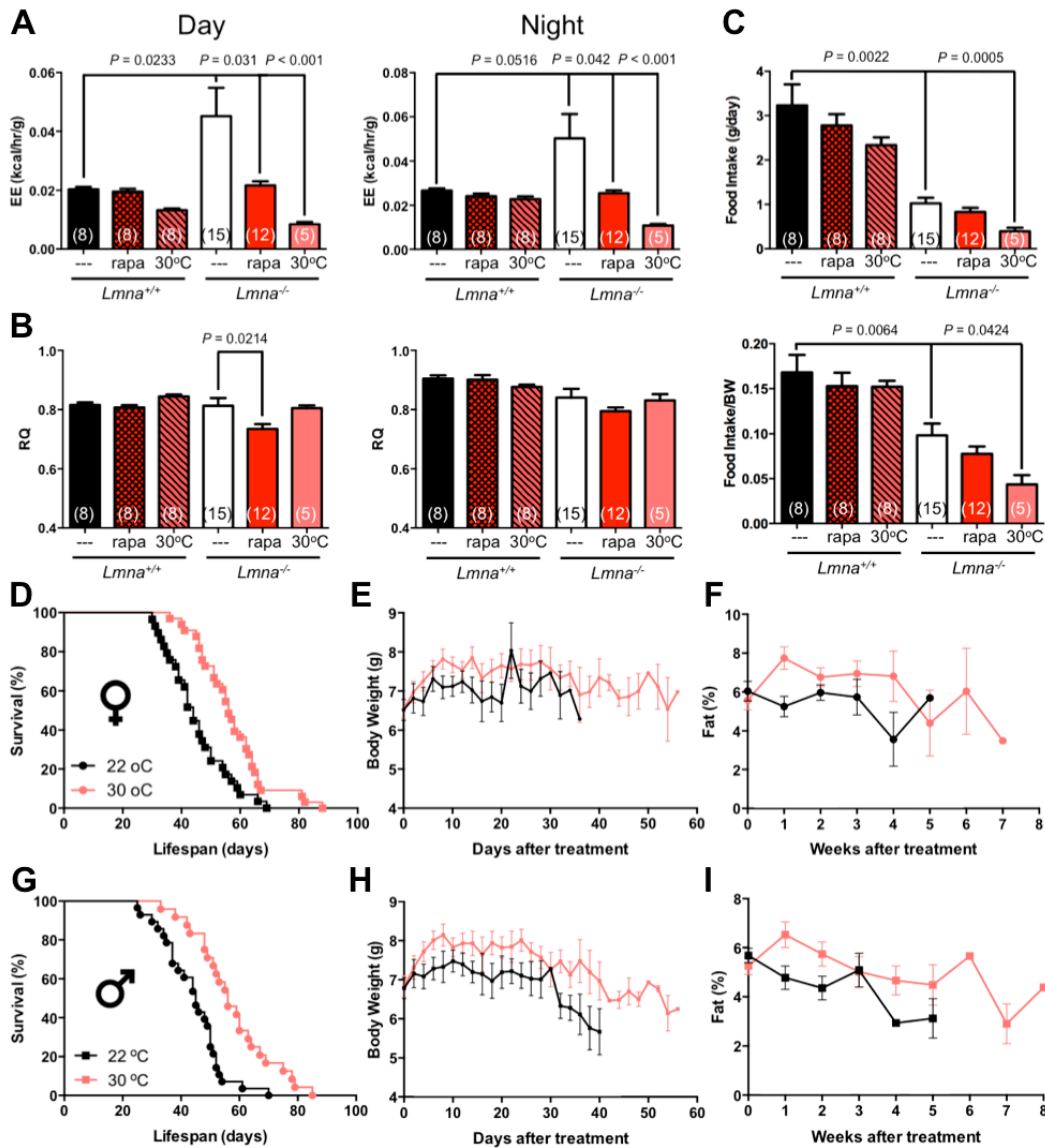 A
Day
Night
C
P = 0.0233
P = 0.031
P < 0.001
EE (kcal/hr/g)
0.06
0.04
0.02
0.00
(8)
(8)
(8)
(15)
(12)
(5)
---
rapa
30°C
---
rapa
30°C
Lmna+/+
Lmna-/-
P = 0.0516
P = 0.042
P < 0.001
EE (kcal/hr/g)
0.08
0.06
0.04
0.02
0.00
(8)
(8)
(8)
(15)
(12)
(5)
---
rapa
30°C
---
rapa
30°C
Lmna+/+
Lmna-/-
P = 0.0022
P = 0.0005
Food Intake (g/day)
4
3
2
1
0
(8)
(8)
(8)
(15)
(12)
(5)
---
rapa
30°C
---
rapa
30°C
Lmna+/+
Lmna-/-
B
P = 0.0214
RQ
1.0
0.8
0.6
0.4
(8)
(8)
(8)
(15)
(12)
(5)
---
rapa
30°C
---
rapa
30°C
Lmna+/+
Lmna-/-
RQ
1.0
0.8
0.6
0.4
(8)
(8)
(8)
(15)
(12)
(5)
---
rapa
30°C
---
rapa
30°C
Lmna+/+
Lmna-/-
P = 0.0064
P = 0.0424
Food Intake/BW
0.20
0.15
0.10
0.05
0.00
(8)
(8)
(8)
(15)
(12)
(5)
---
rapa
30°C
---
rapa
30°C
Lmna+/+
Lmna-/-
D
Survival (%)
100
80
60
40
20
0
♀
22 oC
30 oC
0
20
40
60
80
100
Lifespan (days)
E
Body Weight (g)
9
8
7
6
5
4
0
10
20
30
40
50
60
Days after treatment
F
Fat (%)
10
8
6
4
2
0
0
1
2
3
4
5
6
7
8
Weeks after treatment
G
Survival (%)
100
80
60
40
20
0
♂
22 ºC
30 ºC
0
20
40
60
80
100
Lifespan (days)
H
Body Weight (g)
9
8
7
6
5
4
0
10
20
30
40
50
60
Days after treatment
I
Fat (%)
8
6
4
2
0
0
1
2
3
4
5
6
7
8
Weeks after treatment